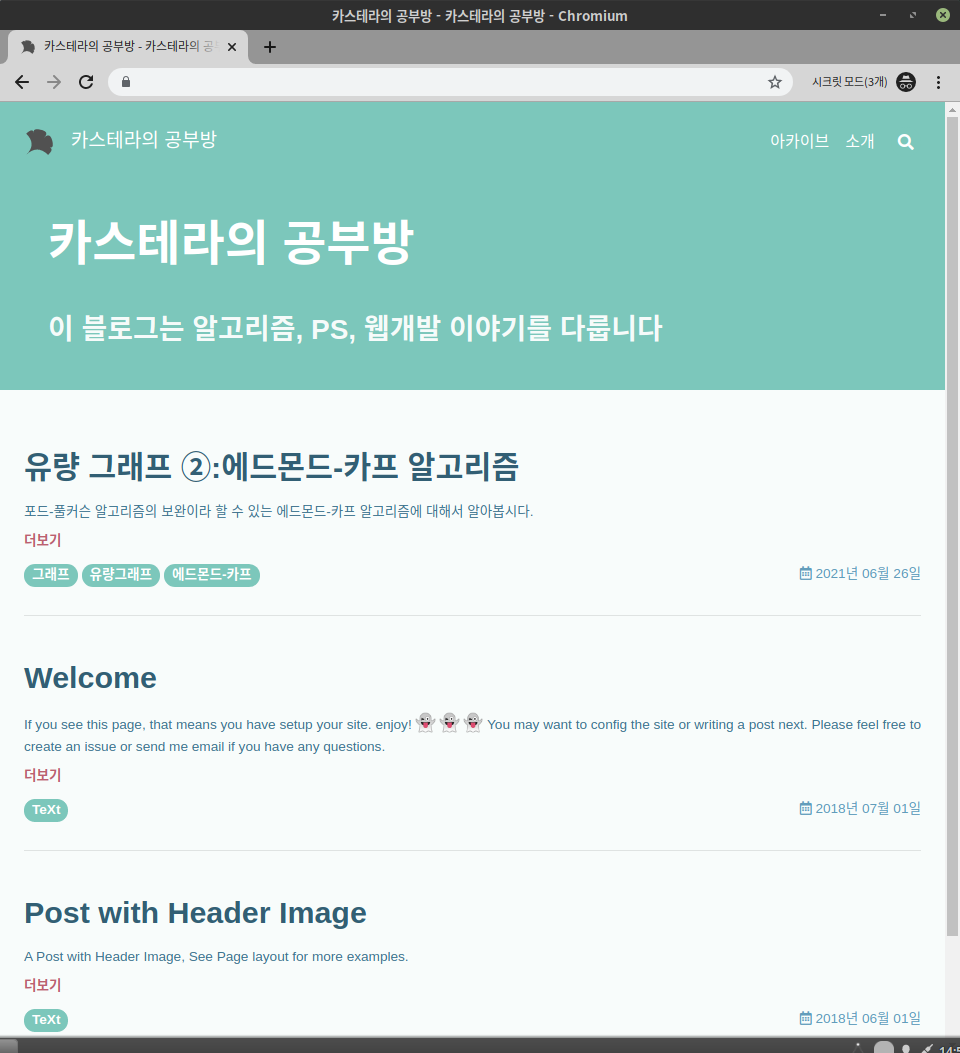 카스테라의 공부방 - 카스테라의 공부방 - Chromium
카스테라의 공부방 - 카스테라의 공
시크릿 모드(3개)
카스테라의 공부방
아카이브 소개
카스테라의 공부방
이 블로그는 알고리즘, PS, 웹개발 이야기를 다룹니다
유량 그래프 ②:에드몬드-카프 알고리즘
포드-풀커슨 알고리즘의 보완이라 할 수 있는 에드몬드-카프 알고리즘에 대해서 알아봅시다.
더보기
그래프 유량그래프 에드몬드-카프
2021년 06월 26일
Welcome
If you see this page, that means you have setup your site. enjoy! 👻 👻 👻 You may want to config the site or writing a post next. Please feel free to
create an issue or send me email if you have any questions.
더보기
TeXt
2018년 07월 01일
Post with Header Image
A Post with Header Image, See Page layout for more examples.
더보기
TeXt
2018년 06월 01일